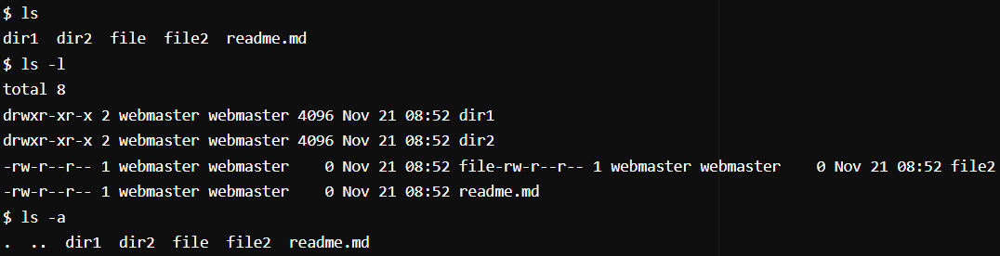 $ ls
dir1  dir2  file  file2  readme.md
$ ls -l
total 8
drwxr-xr-x 2 webmaster webmaster 4096 Nov 21 08:52 dir1
drwxr-xr-x 2 webmaster webmaster 4096 Nov 21 08:52 dir2
-rw-r--r-- 1 webmaster webmaster    0 Nov 21 08:52 file-rw-r--r-- 1 webmaster webmaster    0 Nov 21 08:52 file2
-rw-r--r-- 1 webmaster webmaster    0 Nov 21 08:52 readme.md
$ ls -a
.  ..  dir1  dir2  file  file2  readme.md